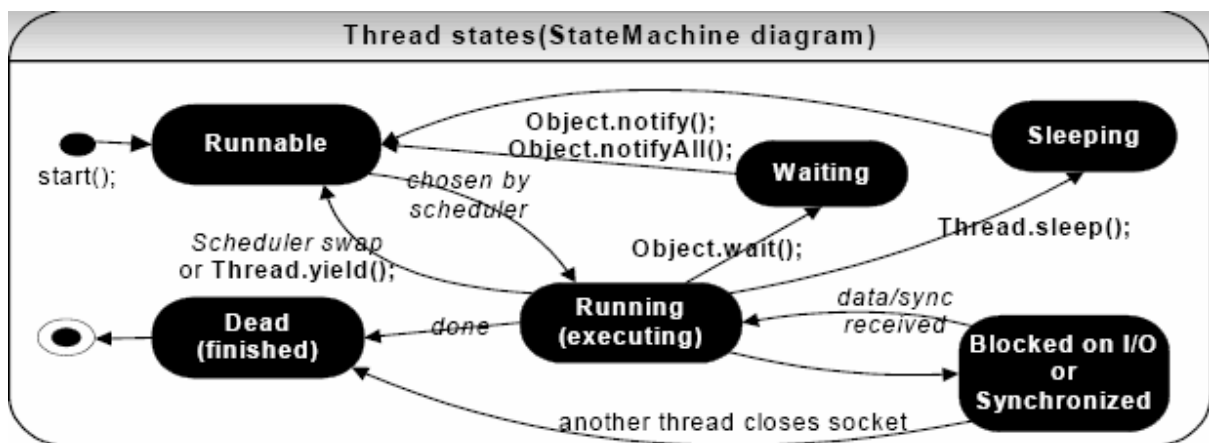 Thread states(StateMachine diagram)
Runnable
start();
Object.notify();
Object.notifyAll();
Sleeping
Waiting
chosen by
scheduler
Scheduler swap
or Thread.yield();
Object.wait();
Thread.sleep();
Dead
(finished)
done
Running
(executing)
data/sync
received
Blocked on I/O
or
Synchronized
another thread closes socket